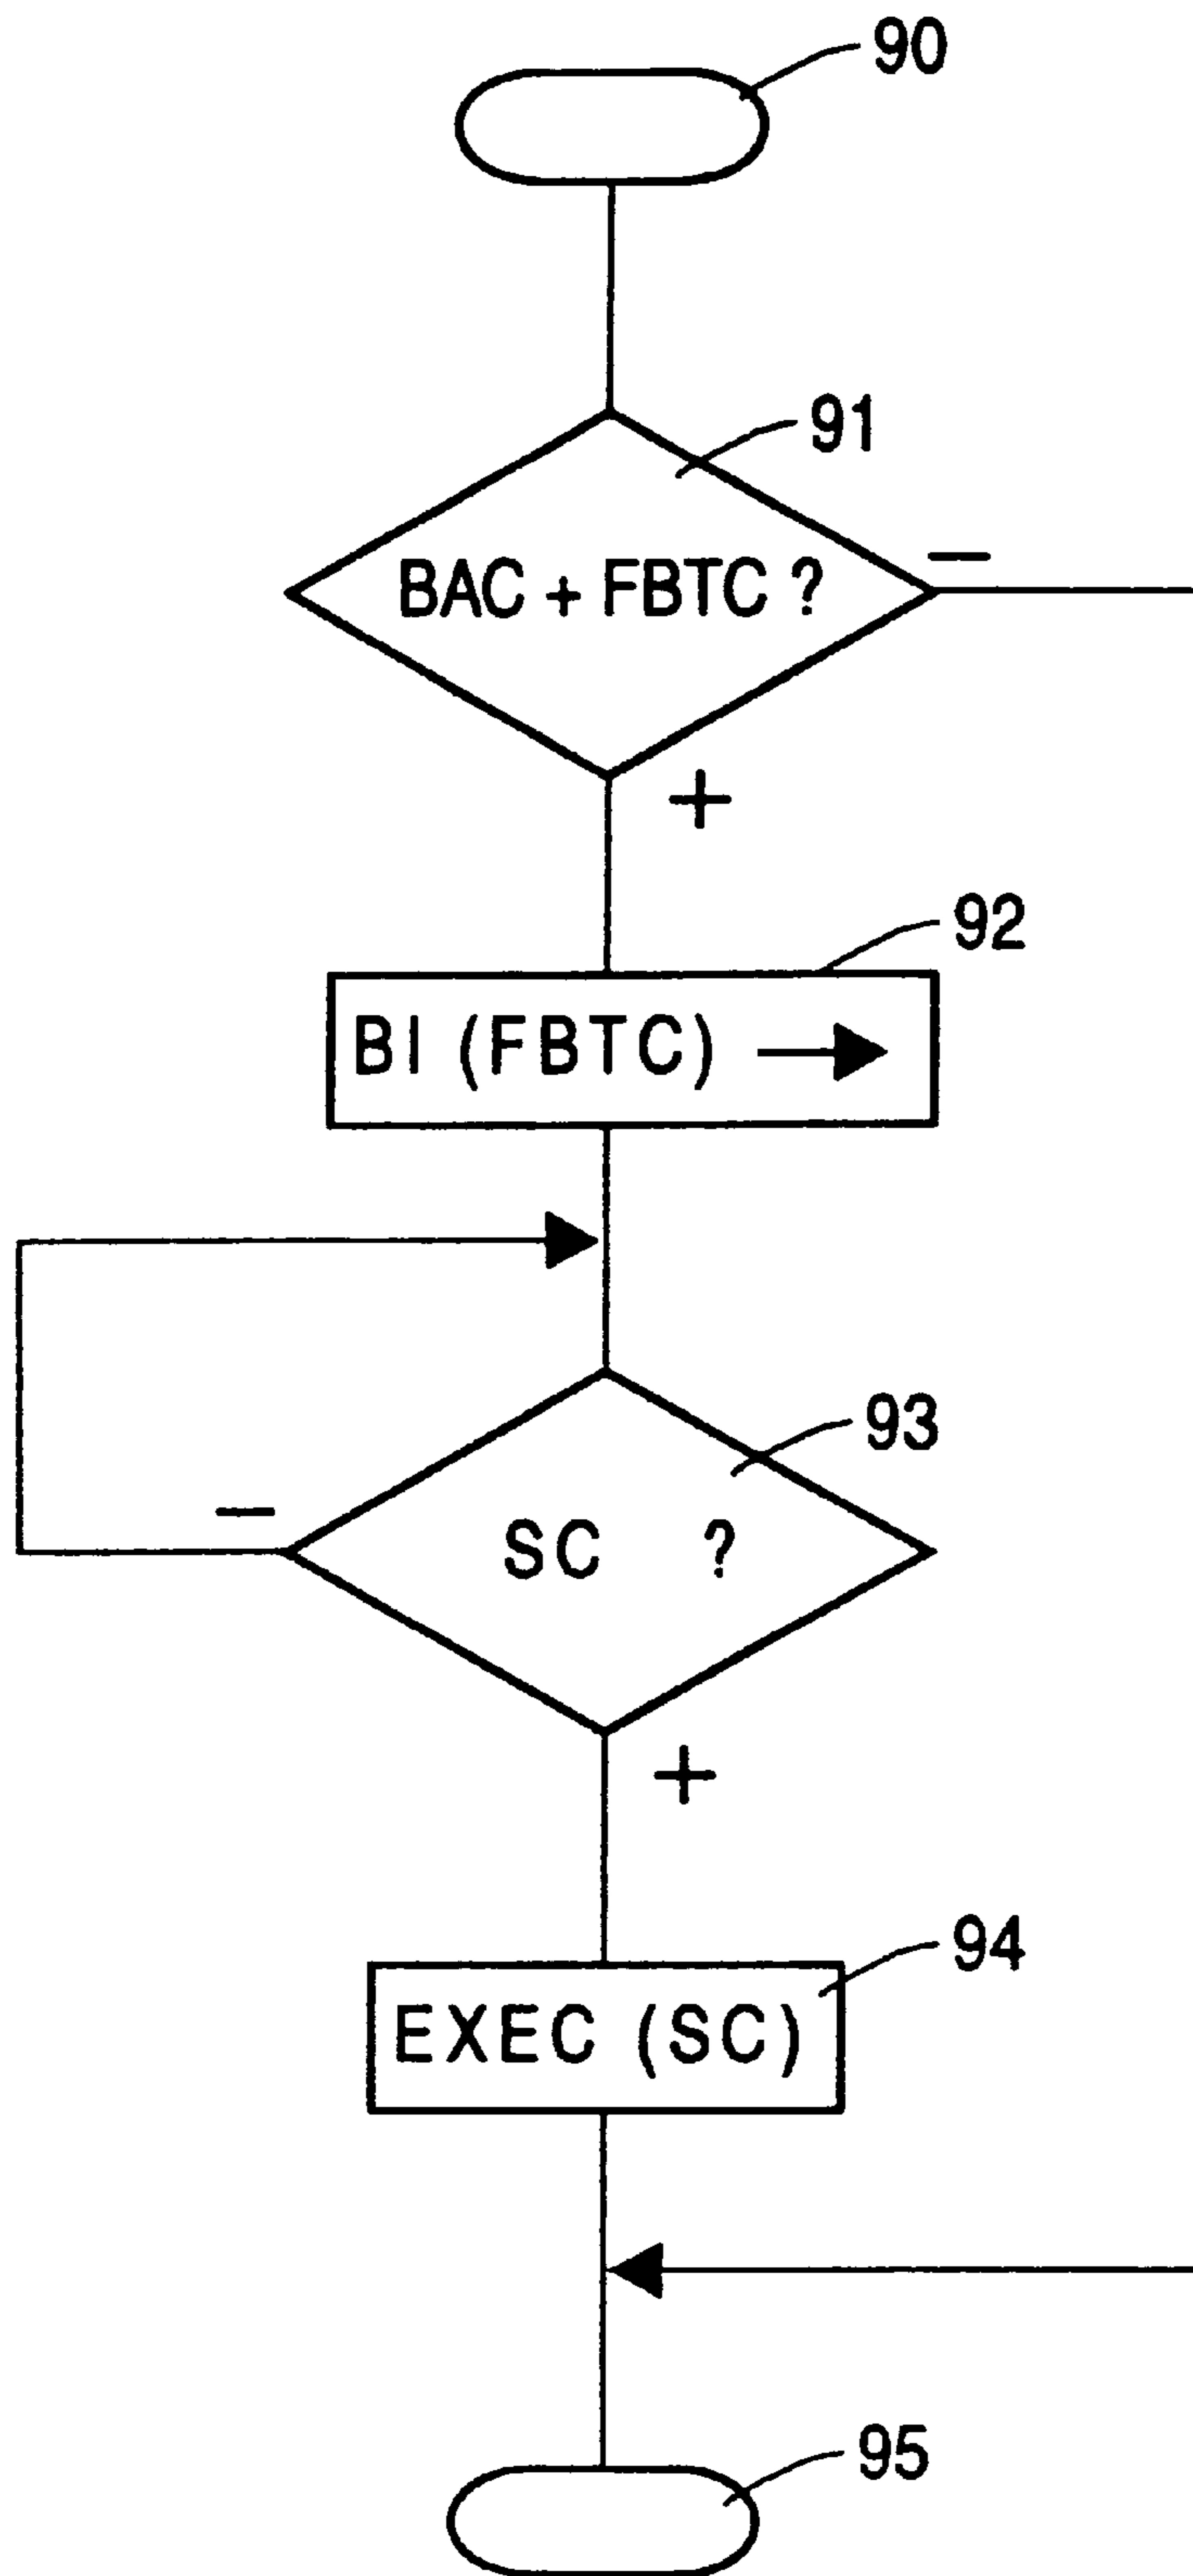 90
91
BAC + FBTC ?
−
+
92
BI (FBTC) →
93
−
SC ?
+
94
EXEC (SC)
95